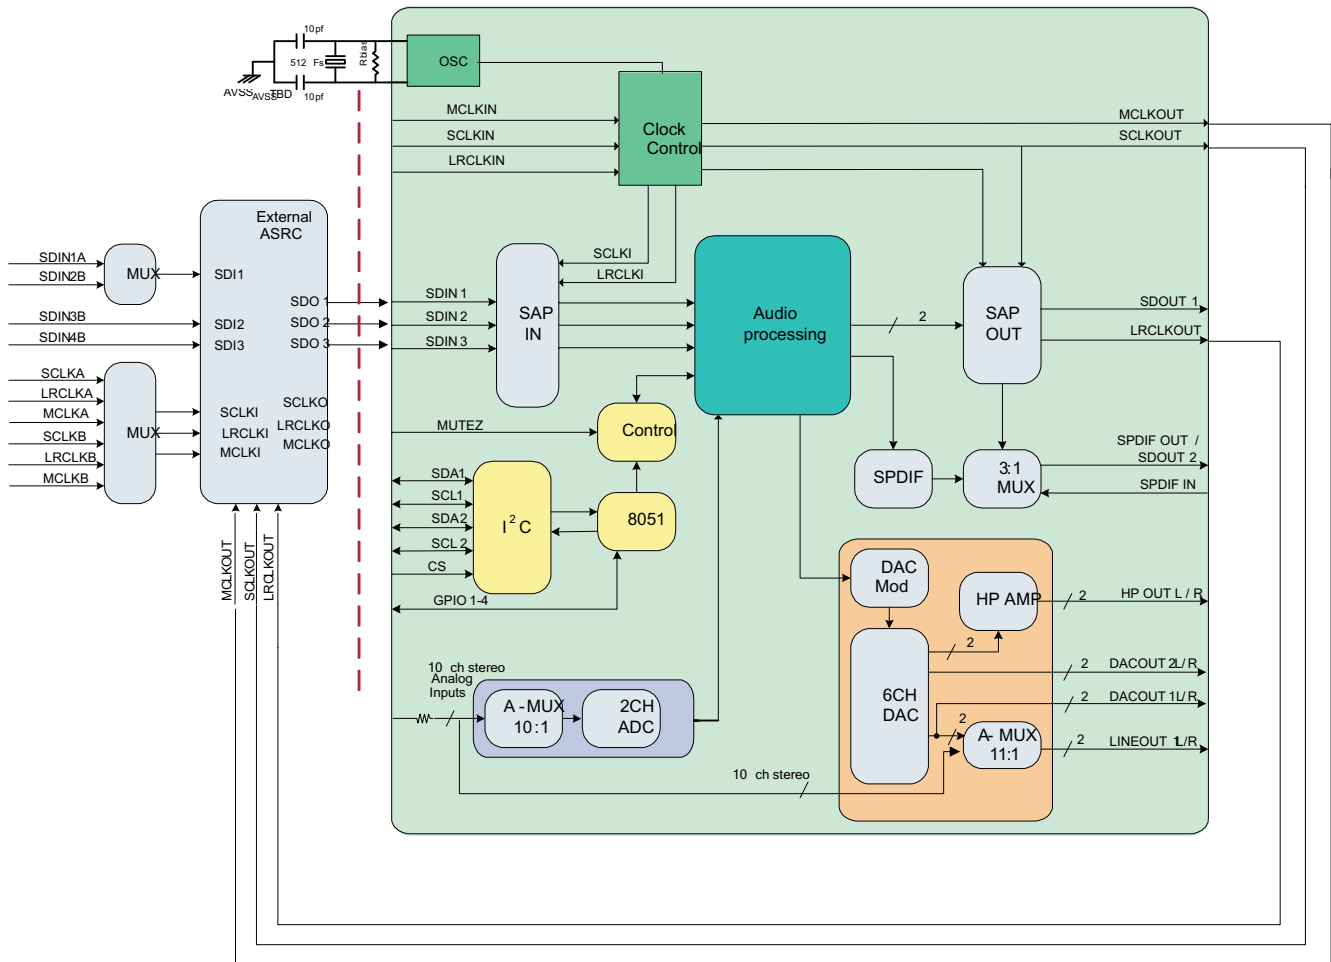 10pf
512 Fs
Rbias
OSC
AVSS
AVSS
TBD
10pf
MCLKIN
SCLKIN
LRCLKIN
Clock
Control
MCLKOUT
SCLKOUT
External
ASRC
SDIN1A
SDIN2B
MUX
SDI1
SDIN3B
SDIN4B
SDI2
SDI3
SDO 1
SDO 2
SDO 3
SCLKA
LRCLKA
MCLKA
SCLKB
LRCLKB
MCLKB
MUX
SCLKI
LRCLKI
MCLKI
SCLKO
LRCLKO
MCLKO
MCLKOUT
SCLKOUT
LRCLKOUT
SCLKI
LRCLKI
SDIN 1
SDIN 2
SDIN 3
SAP
IN
Audio
processing
2
SAP
OUT
SDOUT 1
LRCLKOUT
MUTEZ
Control
SDA1
SCL1
SDA2
SCL 2
CS
GPIO 1-4
I2C
8051
SPDIF
3:1
MUX
SPDIF OUT /
SDOUT 2
SPDIF IN
DAC
Mod
HP AMP
2
HP OUT L / R
6CH
DAC
2
2
DACOUT 2L/ R
2
DACOUT 1L/ R
2
A- MUX
11:1
2
LINEOUT 1L/R
10 ch stereo
Analog
Inputs
A -MUX
10:1
2CH
ADC
10 ch stereo